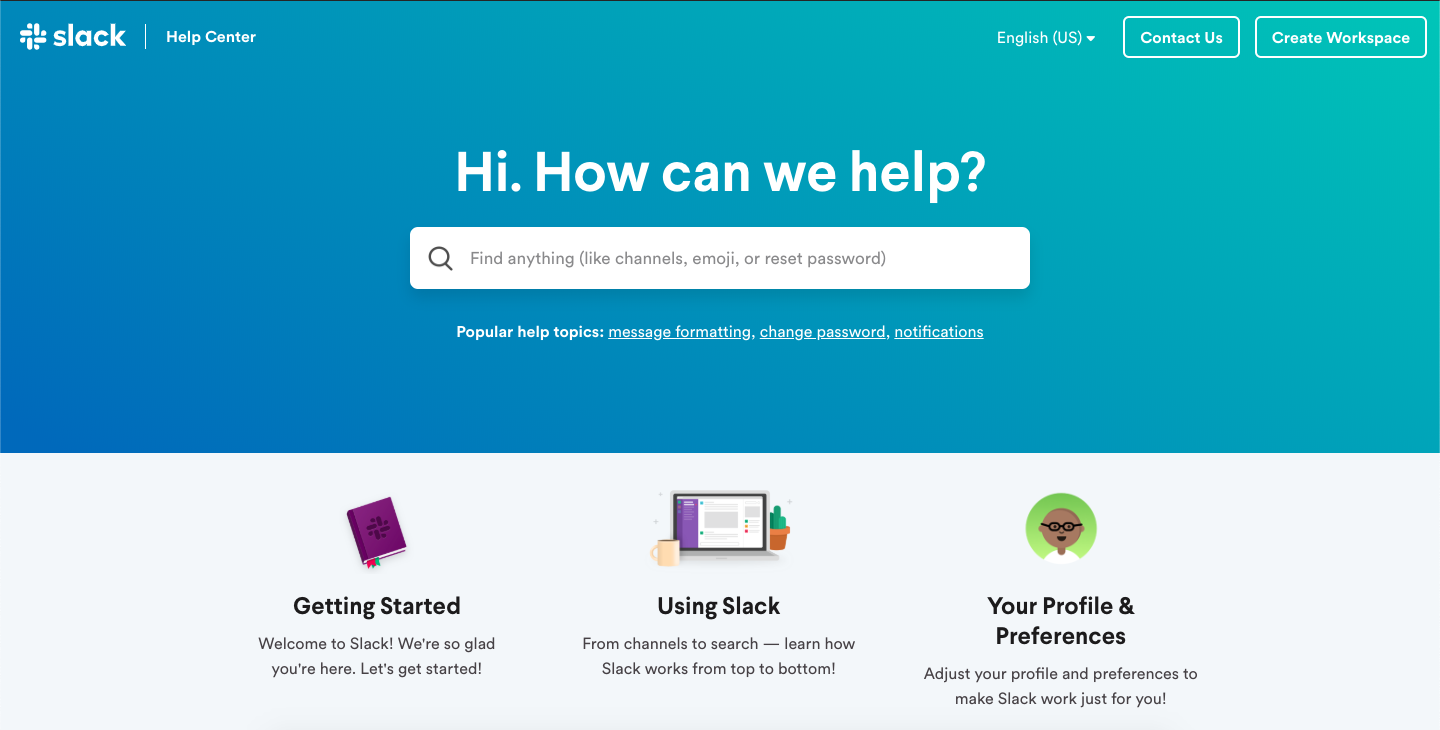 slack
Help Center
English (US)
Contact Us
Create Workspace
Hi. How can we help?
Find anything (like channels, emoji, or reset password)
Popular help topics: message formatting, change password, notifications
Getting Started
Welcome to Slack! We're so glad
you're here. Let's get started!
Using Slack
From channels to search — learn how
Slack works from top to bottom!
Your Profile &
Preferences
Adjust your profile and preferences to
make Slack work just for you!